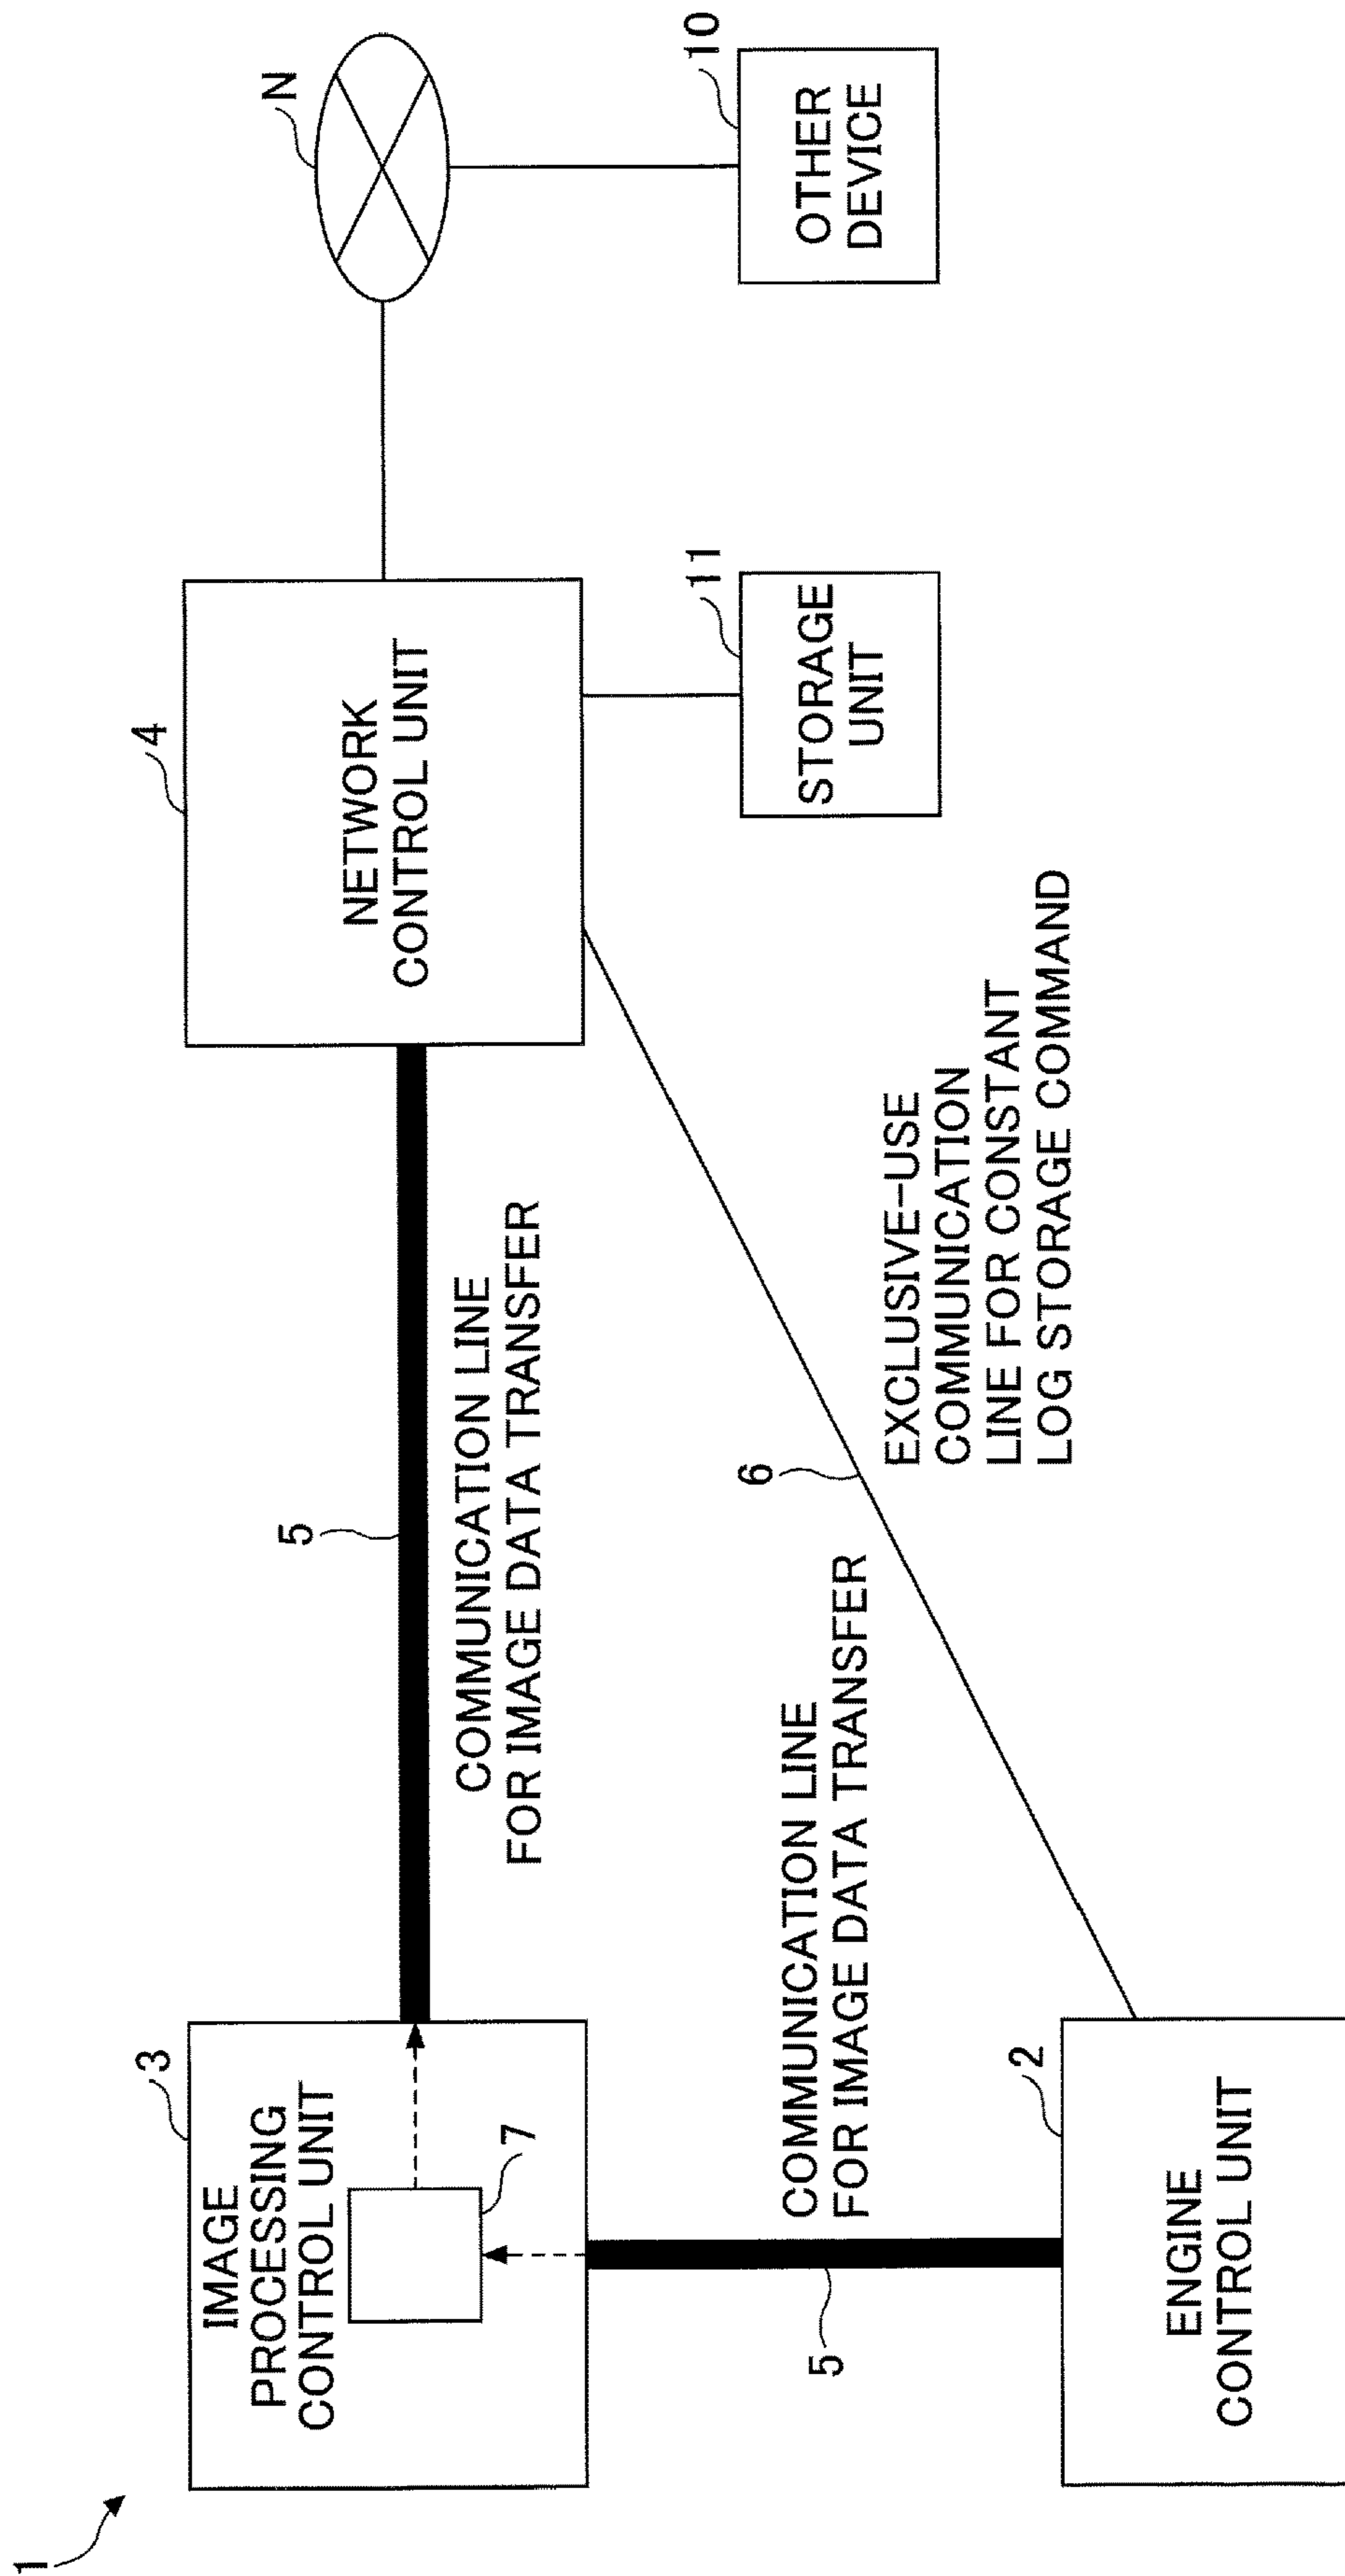 1
IMAGE
PROCESSING
CONTROL UNIT
3
7
5
COMMUNICATION LINE
FOR IMAGE DATA TRANSFER
4
NETWORK
CONTROL UNIT
N
5
COMMUNICATION LINE
FOR IMAGE DATA TRANSFER
6
EXCLUSIVE-USE
COMMUNICATION
LINE FOR CONSTANT
LOG STORAGE COMMAND
11
STORAGE
UNIT
10
OTHER
DEVICE
2
ENGINE
CONTROL UNIT